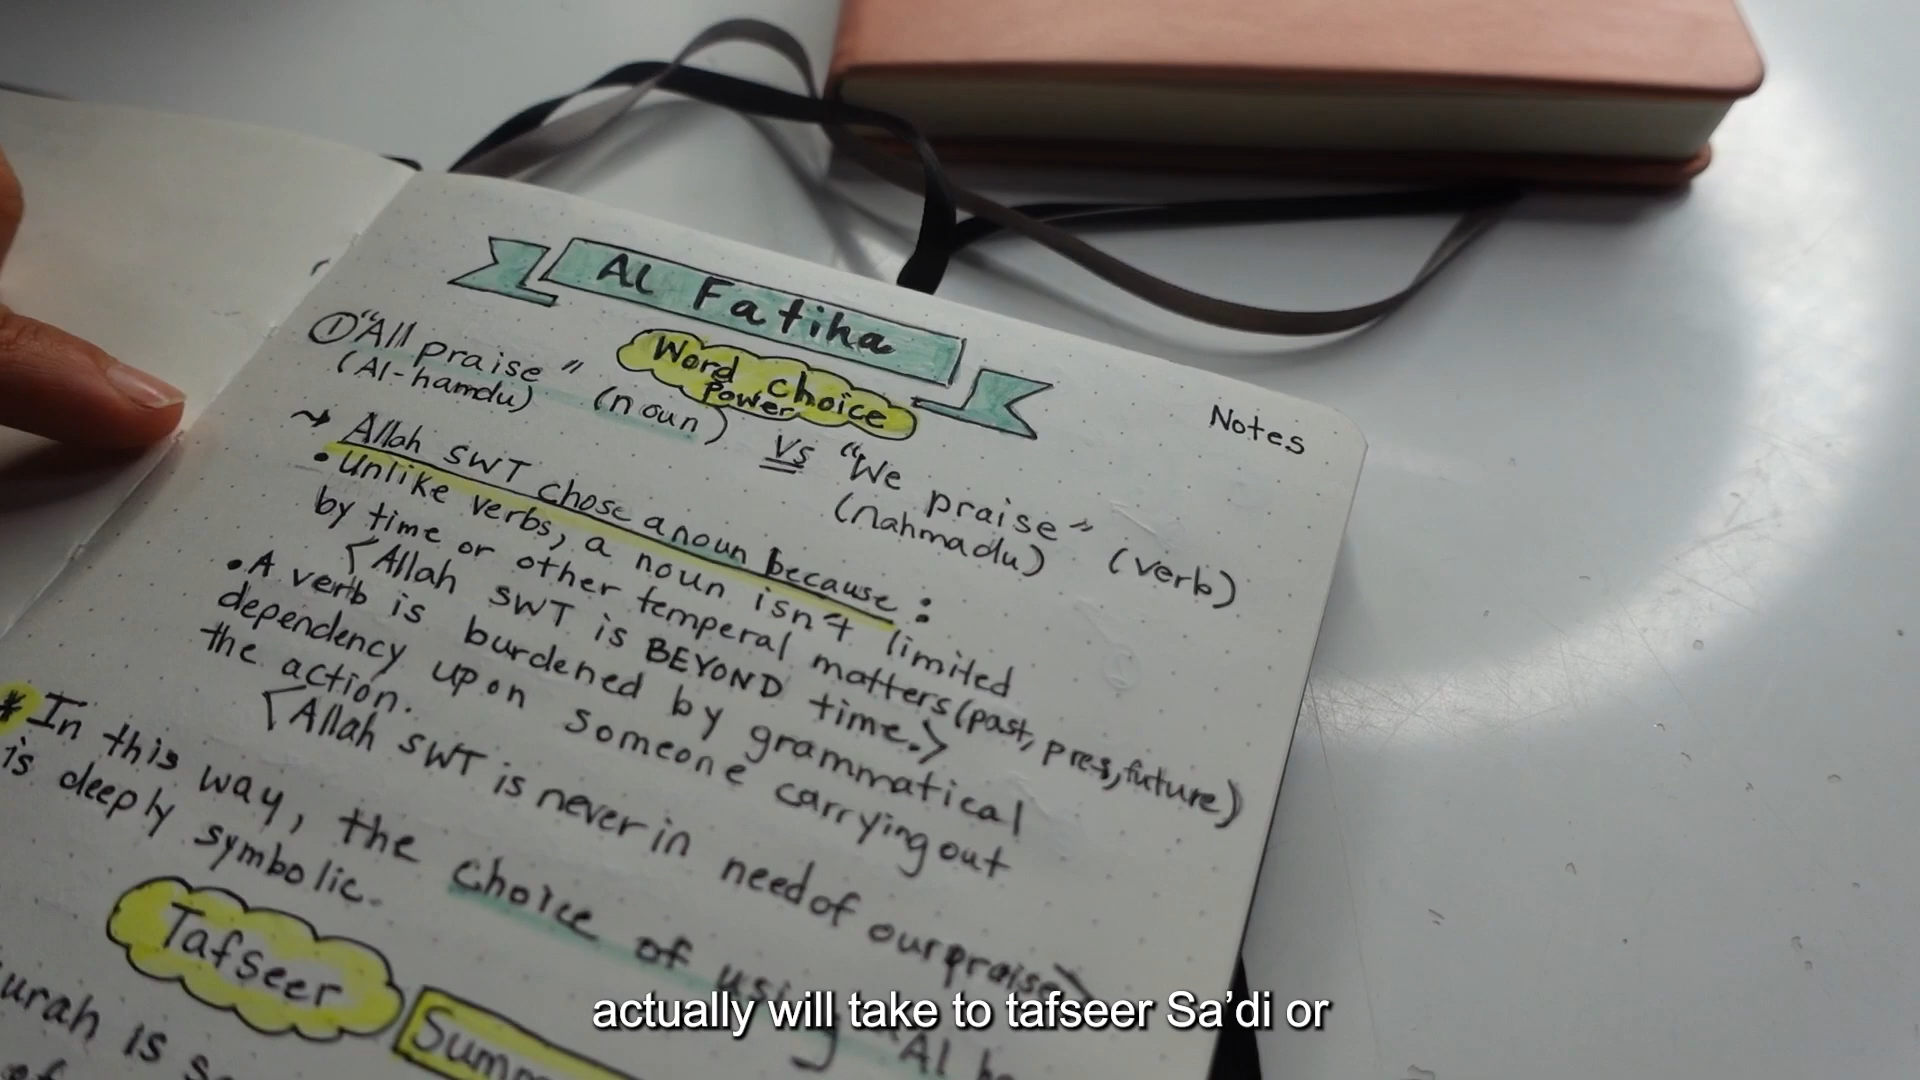 Al Fatiha
Word Choice
Power
Notes
① "All praise" (noun) VS "We praise" (verb)
(Al-hamdu) (nahmadu)
→ Allah SWT chose a noun because:
• Unlike verbs, a noun isn't limited
by time or other temperal matters (past, pres, future)
<Allah SWT is BEYOND time.>
• A verb is burdened by grammatical
dependency upon someone carrying out
the action.
<Allah SWT is never in need of our praise>
* In this way, the choice of using "Al
is deeply symbolic.
Tafseer
urah is
actually will take to tafseer Sa'di or